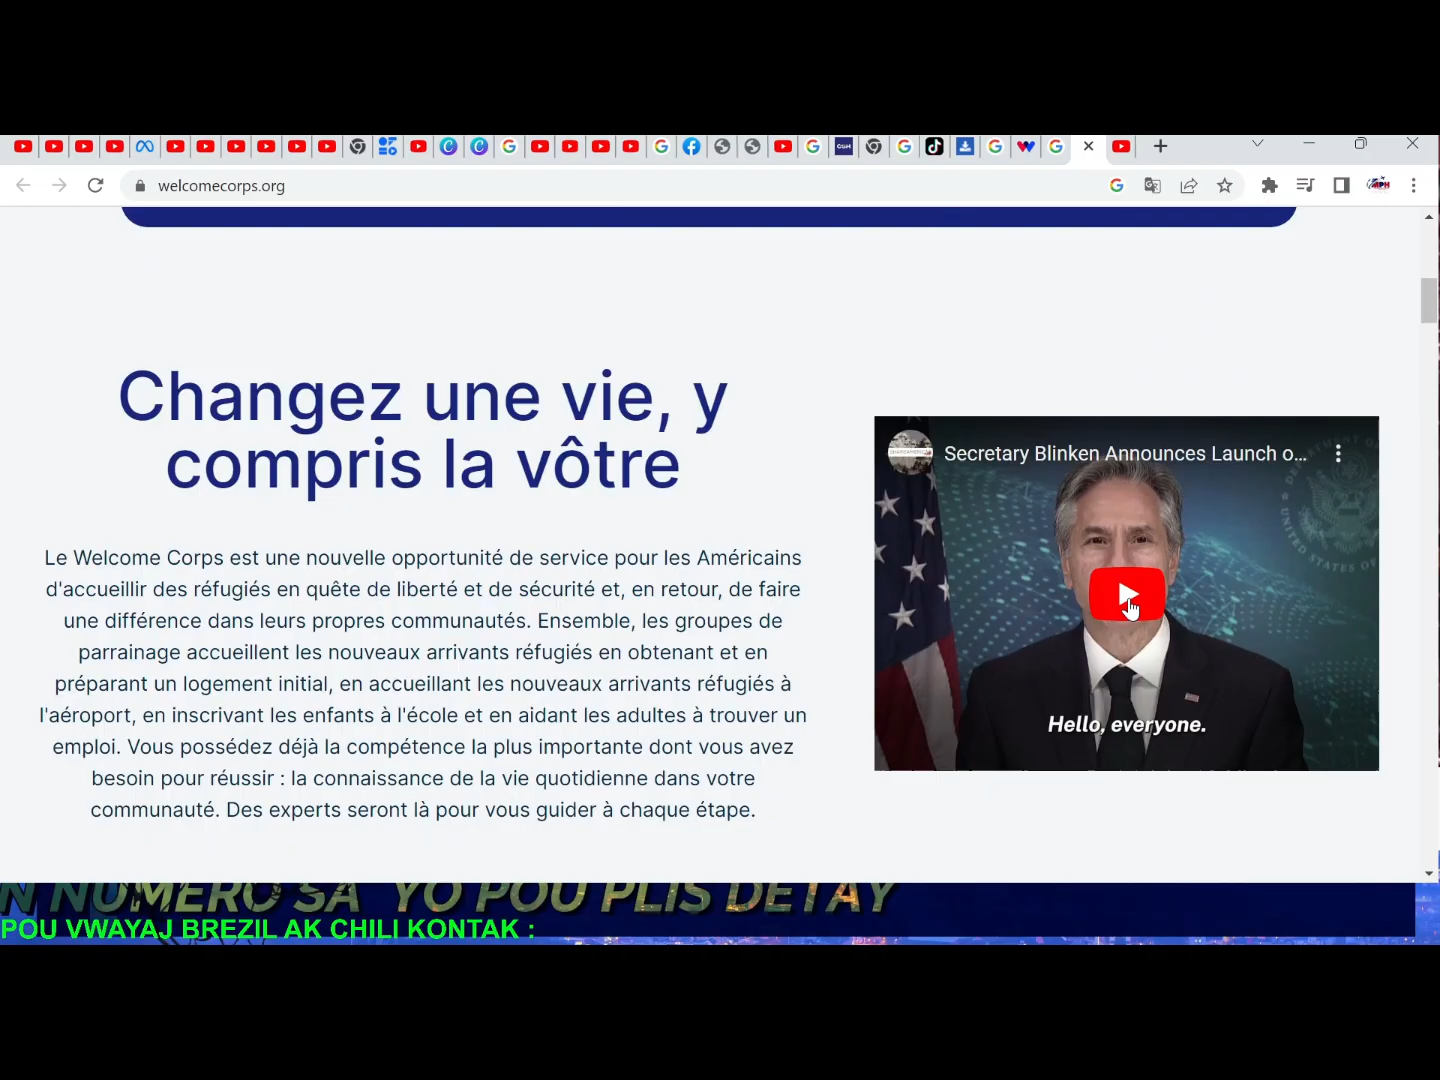 welcomecorps.org
Changez une vie, y
compris la vôtre
Le Welcome Corps est une nouvelle opportunité de service pour les Américains
d'accueillir des réfugiés en quête de liberté et de sécurité et, en retour, de faire
une différence dans leurs propres communautés. Ensemble, les groupes de
parrainage accueillent les nouveaux arrivants réfugiés en obtenant et en
préparant un logement initial, en accueillant les nouveaux arrivants réfugiés à
l'aéroport, en inscrivant les enfants à l'école et en aidant les adultes à trouver un
emploi. Vous possédez déjà la compétence la plus importante dont vous avez
besoin pour réussir : la connaissance de la vie quotidienne dans votre
communauté. Des experts seront là pour vous guider à chaque étape.
Secretary Blinken Announces Launch o...
Hello, everyone.
N NUMERO SA YO POU PLIS DETAY
POU VWAYAJ BREZIL AK CHILI KONTAK :